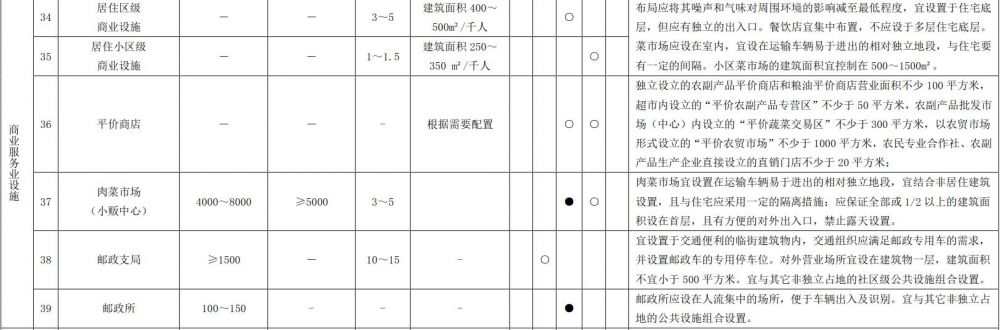 商业服务业设施
34 居住区级 — — 3～5 建筑面积 400～ ○ 布局应将其噪声和气味对周围环境的影响减至最低程度，宜设置于住宅底
商业设施 500m²/千人 层，但应有独立的出入口。餐饮店宜集中布置，不应设于多层住宅底层。
35 居住小区级 1～1.5 建筑面积 250～ ○ 菜市场应设在室内，宜设在运输车辆易于进出的相对独立地段，与住宅要
商业设施 350 m²/千人 有一定的间隔。小区菜市场的建筑面积宜控制在 500～1500m²。
36 平价商店 — — - 根据需要配置 ○ ○ 独立设立的农副产品平价商店和粮油平价商店营业面积不少 100 平方米，
超市内设立的“平价农副产品专营区”不少于 50 平方米，农副产品批发市
场（中心）内设立的“平价蔬菜交易区”不少于 300 平方米，以农贸市场
形式设立的“平价农贸市场”不少于 1000 平方米，农民专业合作社、农副
产品生产企业直接设立的直销门店不少于 20 平方米；
37 肉菜市场 4000～8000 ≥5000 3～5 ● ○ 肉菜市场宜设置在运输车辆易于进出的相对独立地段，宜结合非居住建筑
（小贩中心） 设置，且与住宅应采用一定的隔离措施；应保证全部或 1/2 以上的建筑面
积设在首层，且有方便的对外出入口，禁止露天设置。
38 邮政支局 ≥1500 — 10～15 - ○ 宜设置于交通便利的临街建筑物内，交通组织应满足邮政专用车的需求，
并设置邮政车的专用停车位。对外营业场所宜设在建筑物一层，建筑面积
不宜小于 500 平方米。宜与其它非独立占地的社区级公共设施组合设置。
39 邮政所 100～150 - - - ● 邮政所应设在人流集中的场所，便于车辆出入及识别。宜与其它非独立占
地的公共设施组合设置。